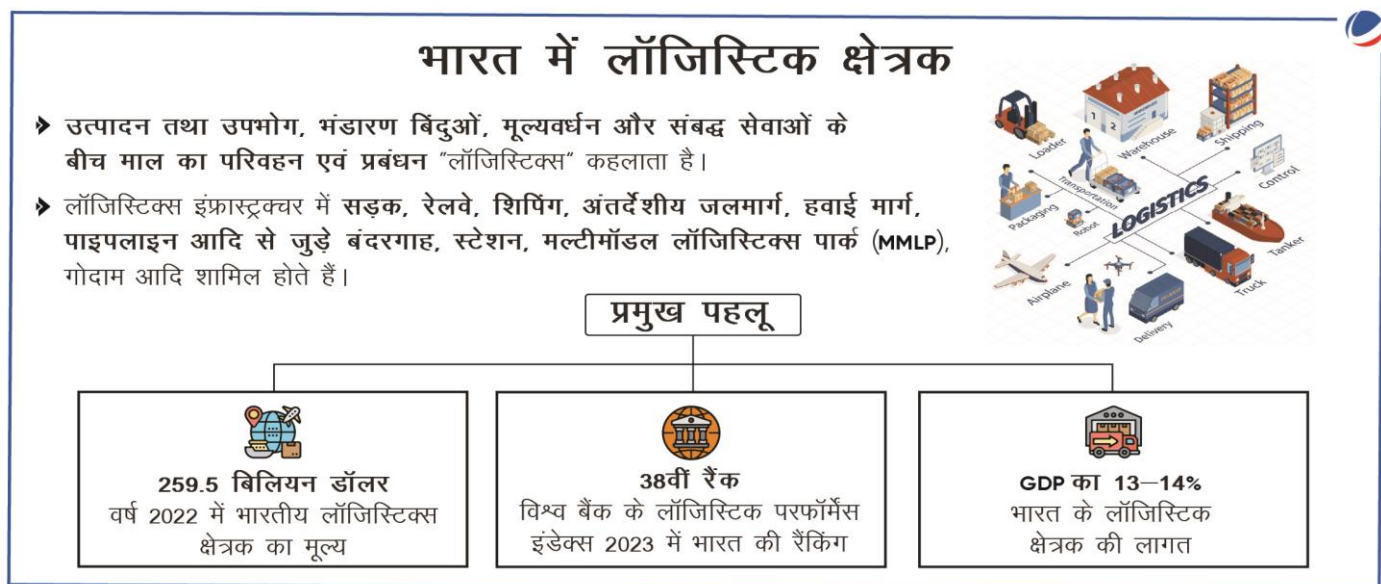 भारत में लॉजिस्टिक क्षेत्रक
उत्पादन तथा उपभोग, भंडारण बिंदुओं, मूल्यवर्धन और संबद्ध सेवाओं के
बीच माल का परिवहन एवं प्रबंधन "लॉजिस्टिक्स" कहलाता है।
लॉजिस्टिक्स इंफ्रास्ट्रक्चर में सड़क, रेलवे, शिपिंग, अंतर्देशीय जलमार्ग, हवाई मार्ग,
पाइपलाइन आदि से जुड़े बंदरगाह, स्टेशन, मल्टीमॉडल लॉजिस्टिक्स पार्क (MMLP),
गोदाम आदि शामिल होते हैं।
Loader
1 2
Warehouse
Shipping
Transportation
Control
Packaging
Robot
LOGISTICS
Tanker
Airplane
Truck
Delivery
प्रमुख पहलू
259.5 बिलियन डॉलर
वर्ष 2022 में भारतीय लॉजिस्टिक्स
क्षेत्रक का मूल्य
38वीं रैंक
विश्व बैंक के लॉजिस्टिक परफॉर्मेंस
इंडेक्स 2023 में भारत की रैंकिंग
GDP का 13–14%
भारत के लॉजिस्टिक
क्षेत्रक की लागत